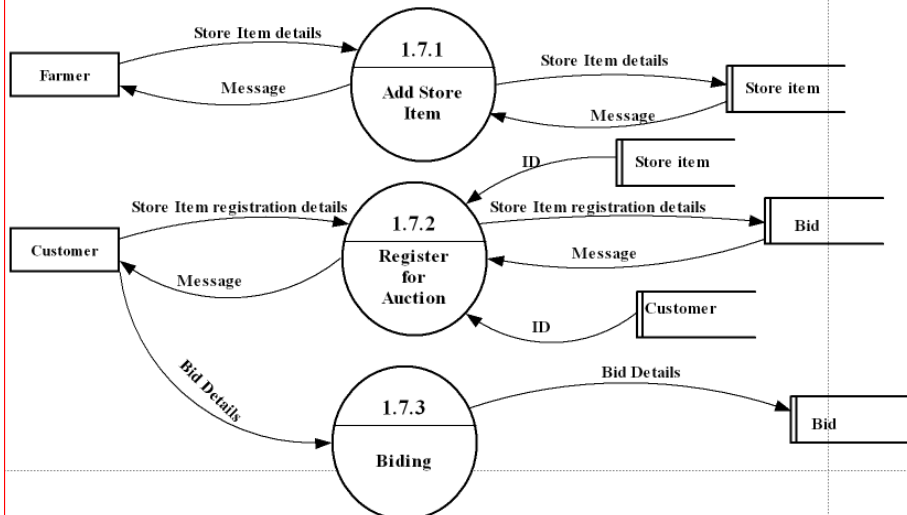 Store Item details
1.7.1
Farmer
Message
Add Store
Item
Store Item details
Store item
Message
ID
Store item
Store Item registration details
1.7.2
Store Item registration details
Customer
Register
for
Auction
Bid
Message
Message
Customer
ID
Bid Details
1.7.3
Bid Details
Biding
Bid